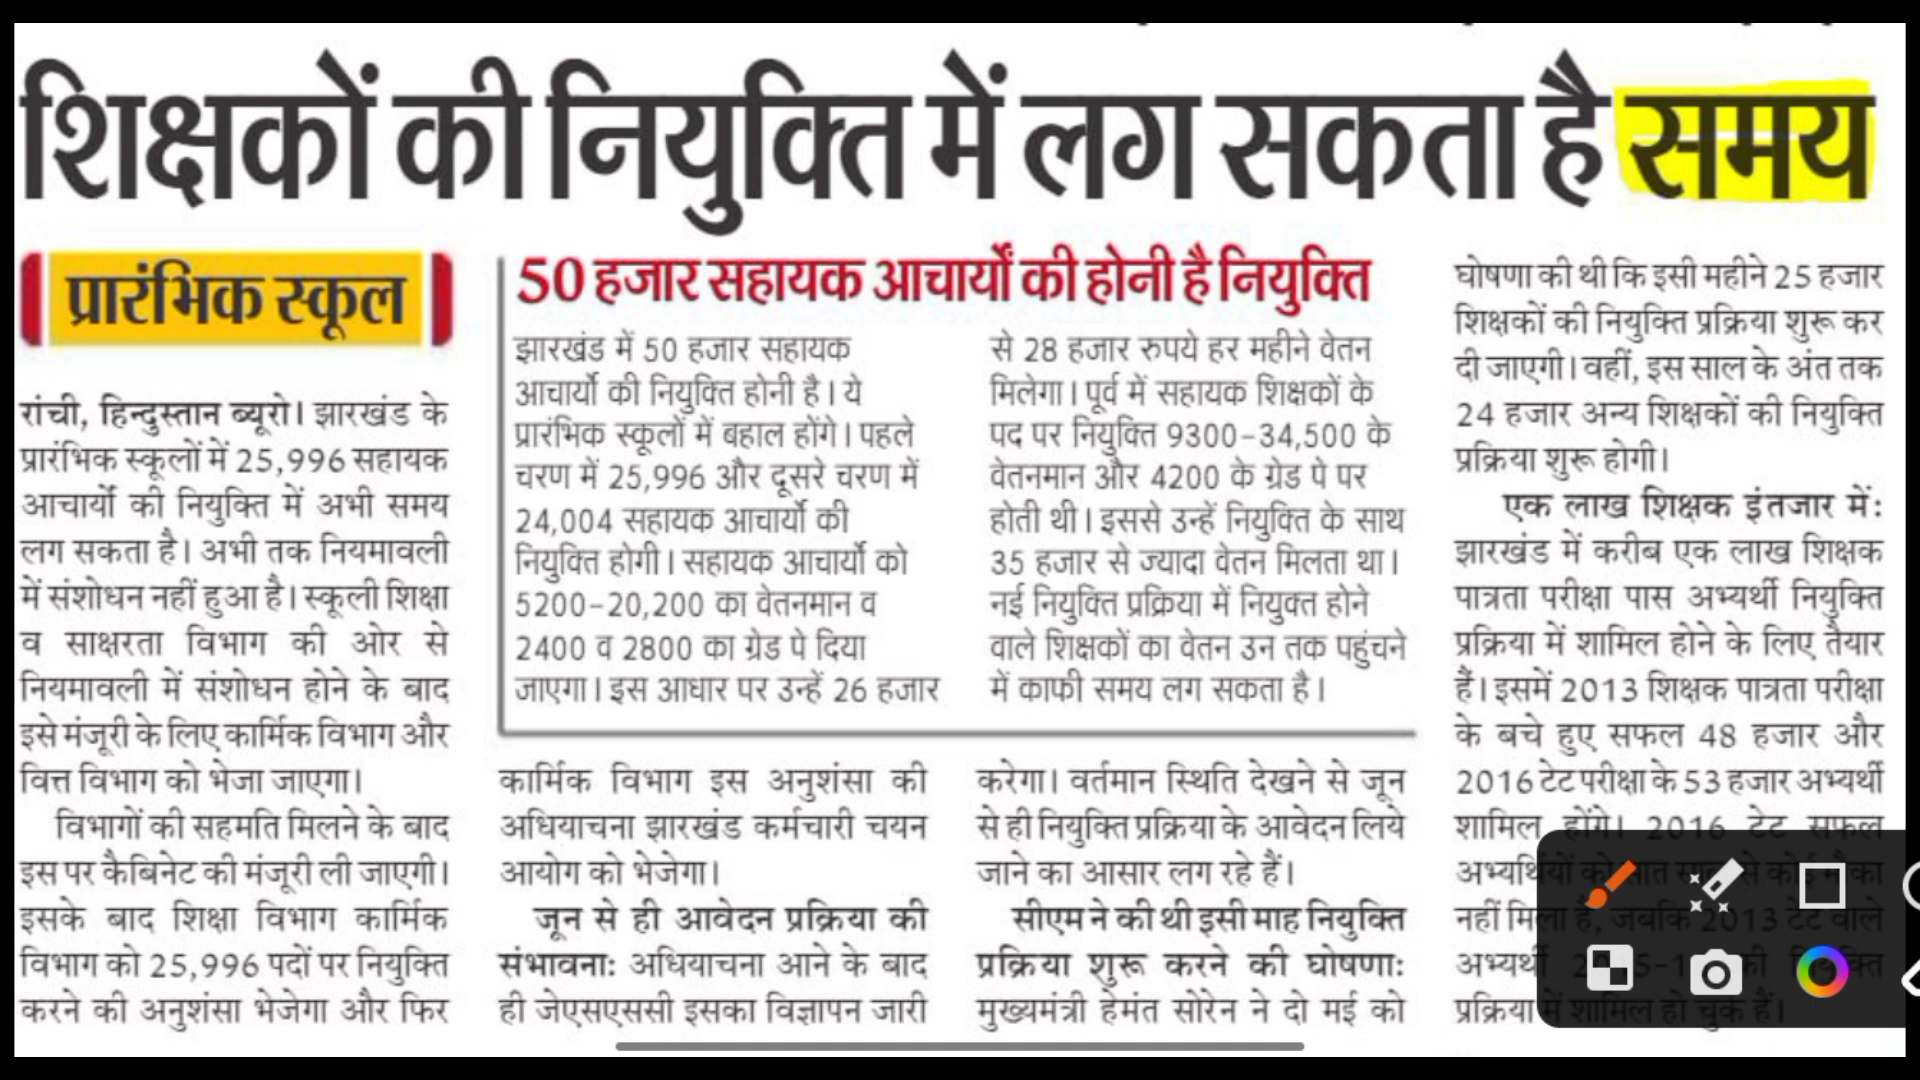 शिक्षकों की नियुक्ति में लग सकता है समय
प्रारंभिक स्कूल
रांची, हिन्दुस्तान ब्यूरो। झारखंड के
प्रारंभिक स्कूलों में 25,996 सहायक
आचार्यों की नियुक्ति में अभी समय
लग सकता है। अभी तक नियमावली
में संशोधन नहीं हुआ है। स्कूली शिक्षा
व साक्षरता विभाग की ओर से
नियमावली में संशोधन होने के बाद
इसे मंजूरी के लिए कार्मिक विभाग और
वित्त विभाग को भेजा जाएगा।
विभागों की सहमति मिलने के बाद
इस पर कैबिनेट की मंजूरी ली जाएगी।
इसके बाद शिक्षा विभाग कार्मिक
विभाग को 25,996 पदों पर नियुक्ति
करने की अनुशंसा भेजेगा और फिर
50 हजार सहायक आचार्यों की होनी है नियुक्ति
झारखंड में 50 हजार सहायक
आचार्यो की नियुक्ति होनी है। ये
प्रारंभिक स्कूलों में बहाल होंगे। पहले
चरण में 25,996 और दूसरे चरण में
24,004 सहायक आचार्यो की
नियुक्ति होगी। सहायक आचार्यो को
5200-20,200 का वेतनमान व
2400 व 2800 का ग्रेड पे दिया
जाएगा। इस आधार पर उन्हें 26 हजार
से 28 हजार रुपये हर महीने वेतन
मिलेगा। पूर्व में सहायक शिक्षकों के
पद पर नियुक्ति 9300-34,500 के
वेतनमान और 4200 के ग्रेड पे पर
होती थी। इससे उन्हें नियुक्ति के साथ
35 हजार से ज्यादा वेतन मिलता था।
नई नियुक्ति प्रक्रिया में नियुक्त होने
वाले शिक्षकों का वेतन उन तक पहुंचने
में काफी समय लग सकता है।
कार्मिक विभाग इस अनुशंसा की
अधियाचना झारखंड कर्मचारी चयन
आयोग को भेजेगा।
जून से ही आवेदन प्रक्रिया की
संभावना: अधियाचना आने के बाद
ही जेएसएससी इसका विज्ञापन जारी
करेगा। वर्तमान स्थिति देखने से जून
से ही नियुक्ति प्रक्रिया के आवेदन लिये
जाने का आसार लग रहे हैं।
सीएम ने की थी इसी माह नियुक्ति
प्रक्रिया शुरू करने की घोषणा:
मुख्यमंत्री हेमंत सोरेन ने दो मई को
घोषणा की थी कि इसी महीने 25 हजार
शिक्षकों की नियुक्ति प्रक्रिया शुरू कर
दी जाएगी। वहीं, इस साल के अंत तक
24 हजार अन्य शिक्षकों की नियुक्ति
प्रक्रिया शुरू होगी।
एक लाख शिक्षक इंतजार में:
झारखंड में करीब एक लाख शिक्षक
पात्रता परीक्षा पास अभ्यर्थी नियुक्ति
प्रक्रिया में शामिल होने के लिए तैयार
हैं। इसमें 2013 शिक्षक पात्रता परीक्षा
के बचे हुए सफल 48 हजार और
2016 टेट परीक्षा के 53 हजार अभ्यर्थी
शामिल होंगे। 2016 टेट सफल
अभ्यर्थियों को सात साल से कोई मौका
नहीं मिला है, जबकि 2013 टेट वाले
अभ्यर्थी
प्रक्रिया में शामिल हो चुके हैं।